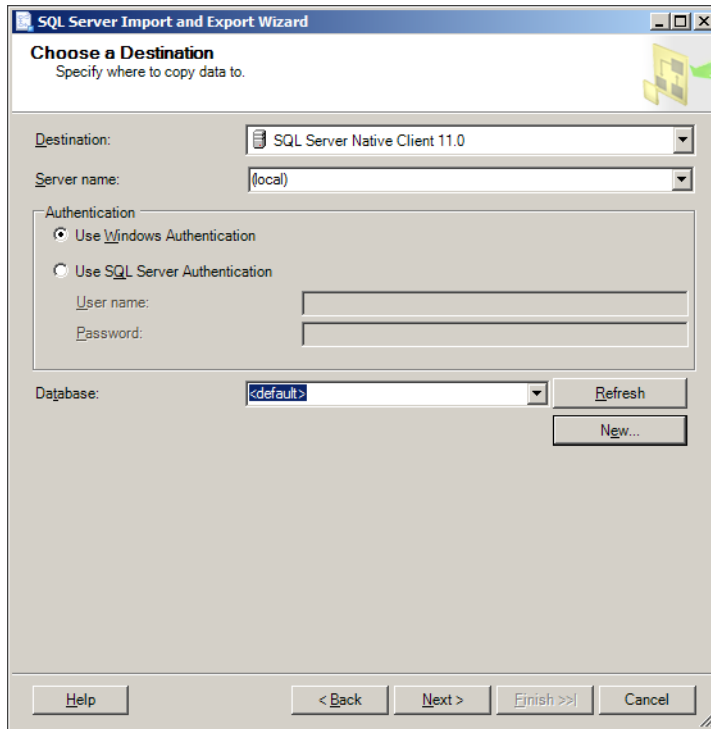 SQL Server Import and Export Wizard
Choose a Destination
Specify where to copy data to.
Destination: SQL Server Native Client 11.0
Server name: (local)
Authentication
Use Windows Authentication
Use SQL Server Authentication
User name:
Password:
Database: <default> Refresh
New...
Help < Back Next > Finish >>| Cancel